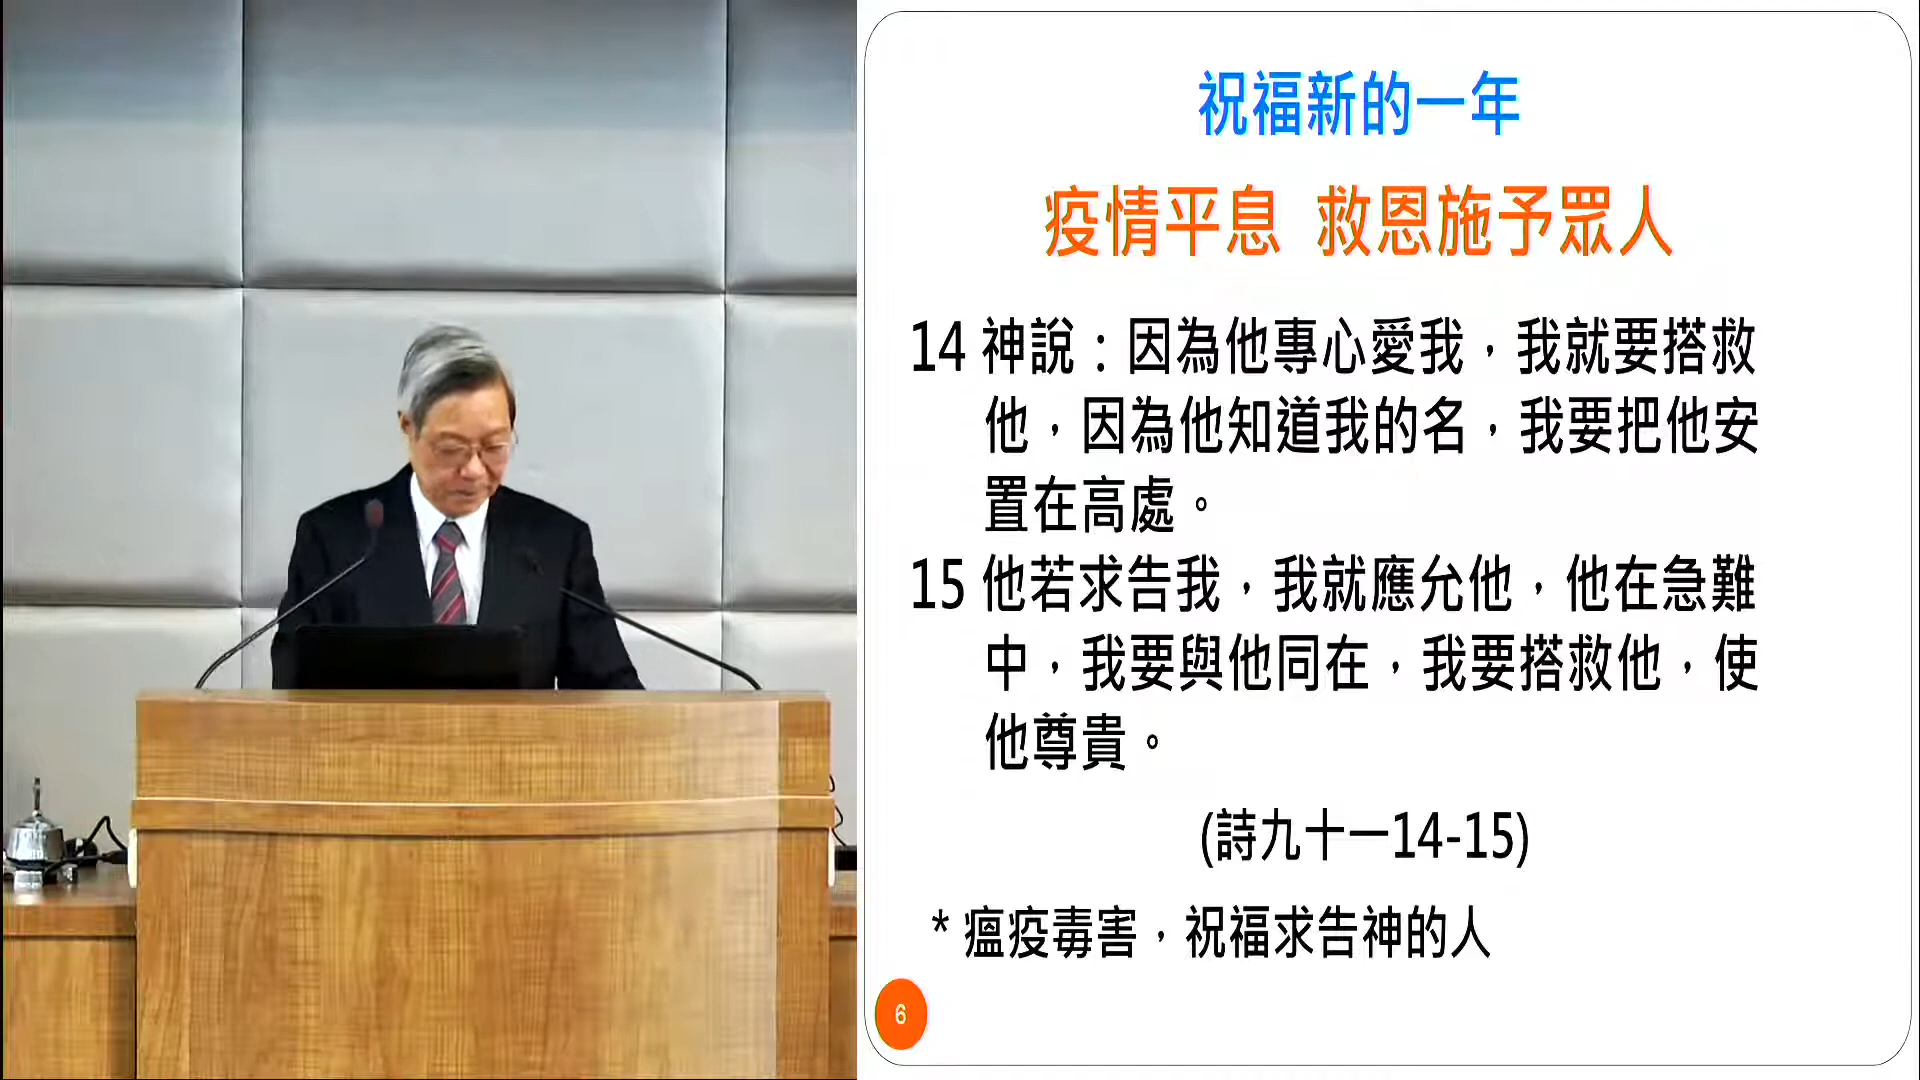 祝福新的一年
疫情平息 救恩施予眾人
14 神說：因為他專心愛我，我就要搭救
他，因為他知道我的名，我要把他安
置在高處。
15 他若求告我，我就應允他，他在急難
中，我要與他同在，我要搭救他，使
他尊貴。
(詩九十一14-15)
* 瘟疫毒害，祝福求告神的人
6